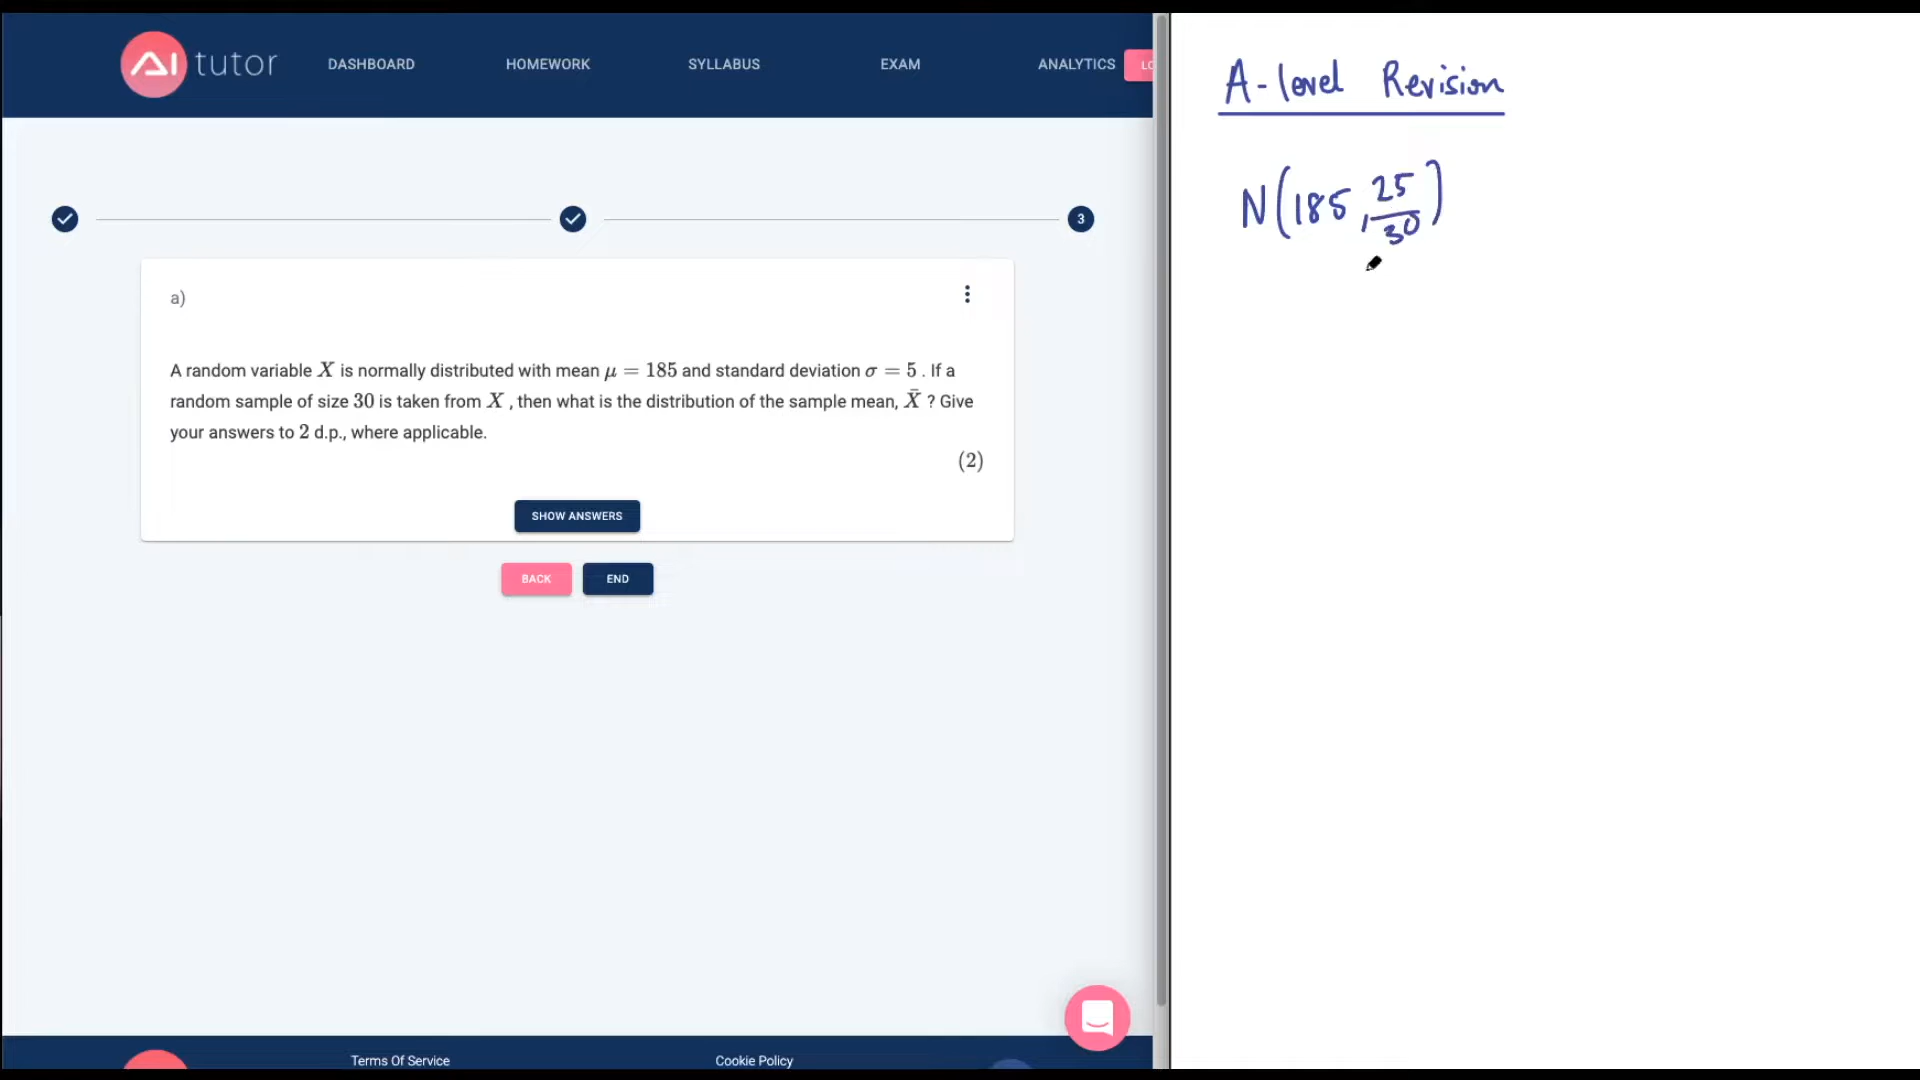 AI tutor
DASHBOARD HOMEWORK SYLLABUS EXAM ANALYTICS LO
3
a)
A random variable X is normally distributed with mean μ = 185 and standard deviation σ = 5 . If a
random sample of size 30 is taken from X , then what is the distribution of the sample mean, X̄ ? Give
your answers to 2 d.p., where applicable.
(2)
SHOW ANSWERS
BACK END
Terms Of Service Cookie Policy
A-level Revision
N(185, 25/30)